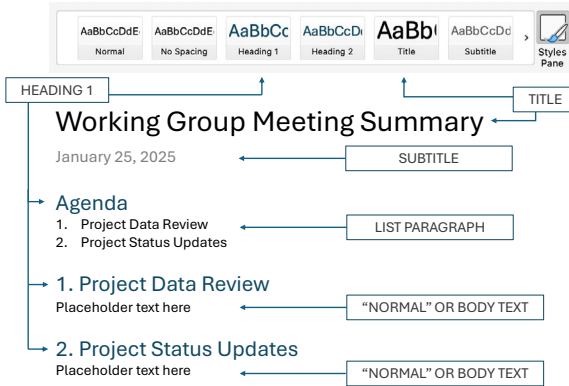 AaBbCcDdE AaBbCcDdE AaBbCc AaBbCcD AaBb AaBbCcDd
Normal No Spacing Heading 1 Heading 2 Title Subtitle Styles
Pane
HEADING 1
TITLE
Working Group Meeting Summary
January 25, 2025
SUBTITLE
Agenda
1. Project Data Review
LIST PARAGRAPH
2. Project Status Updates
1. Project Data Review
Placeholder text here
“NORMAL” OR BODY TEXT
2. Project Status Updates
Placeholder text here
“NORMAL” OR BODY TEXT